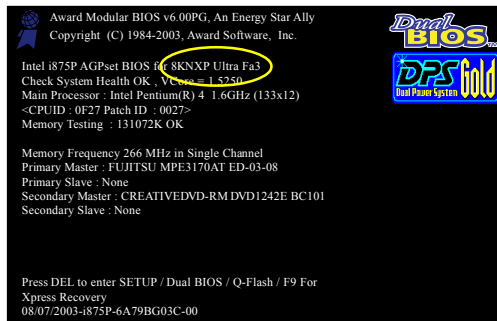 Award Modular BIOS v6.00PG, An Energy Star Ally
Copyright (C) 1984-2003, Award Software, Inc.
Dual
BIOS
DPS Gold
Dual Power System
Intel i875P AGPset BIOS for 8KNXP Ultra Fa3
Check System Health OK , VCore = 1.5250
Main Processor : Intel Pentium(R) 4 1.6GHz (133x12)
<CPUID : 0F27 Patch ID : 0027>
Memory Testing : 131072K OK
Memory Frequency 266 MHz in Single Channel
Primary Master : FUJITSU MPE3170AT ED-03-08
Primary Slave : None
Secondary Master : CREATIVEDVD-RM DVD1242E BC101
Secondary Slave : None
Press DEL to enter SETUP / Dual BIOS / Q-Flash / F9 For
Xpress Recovery
08/07/2003-i875P-6A79BG03C-00